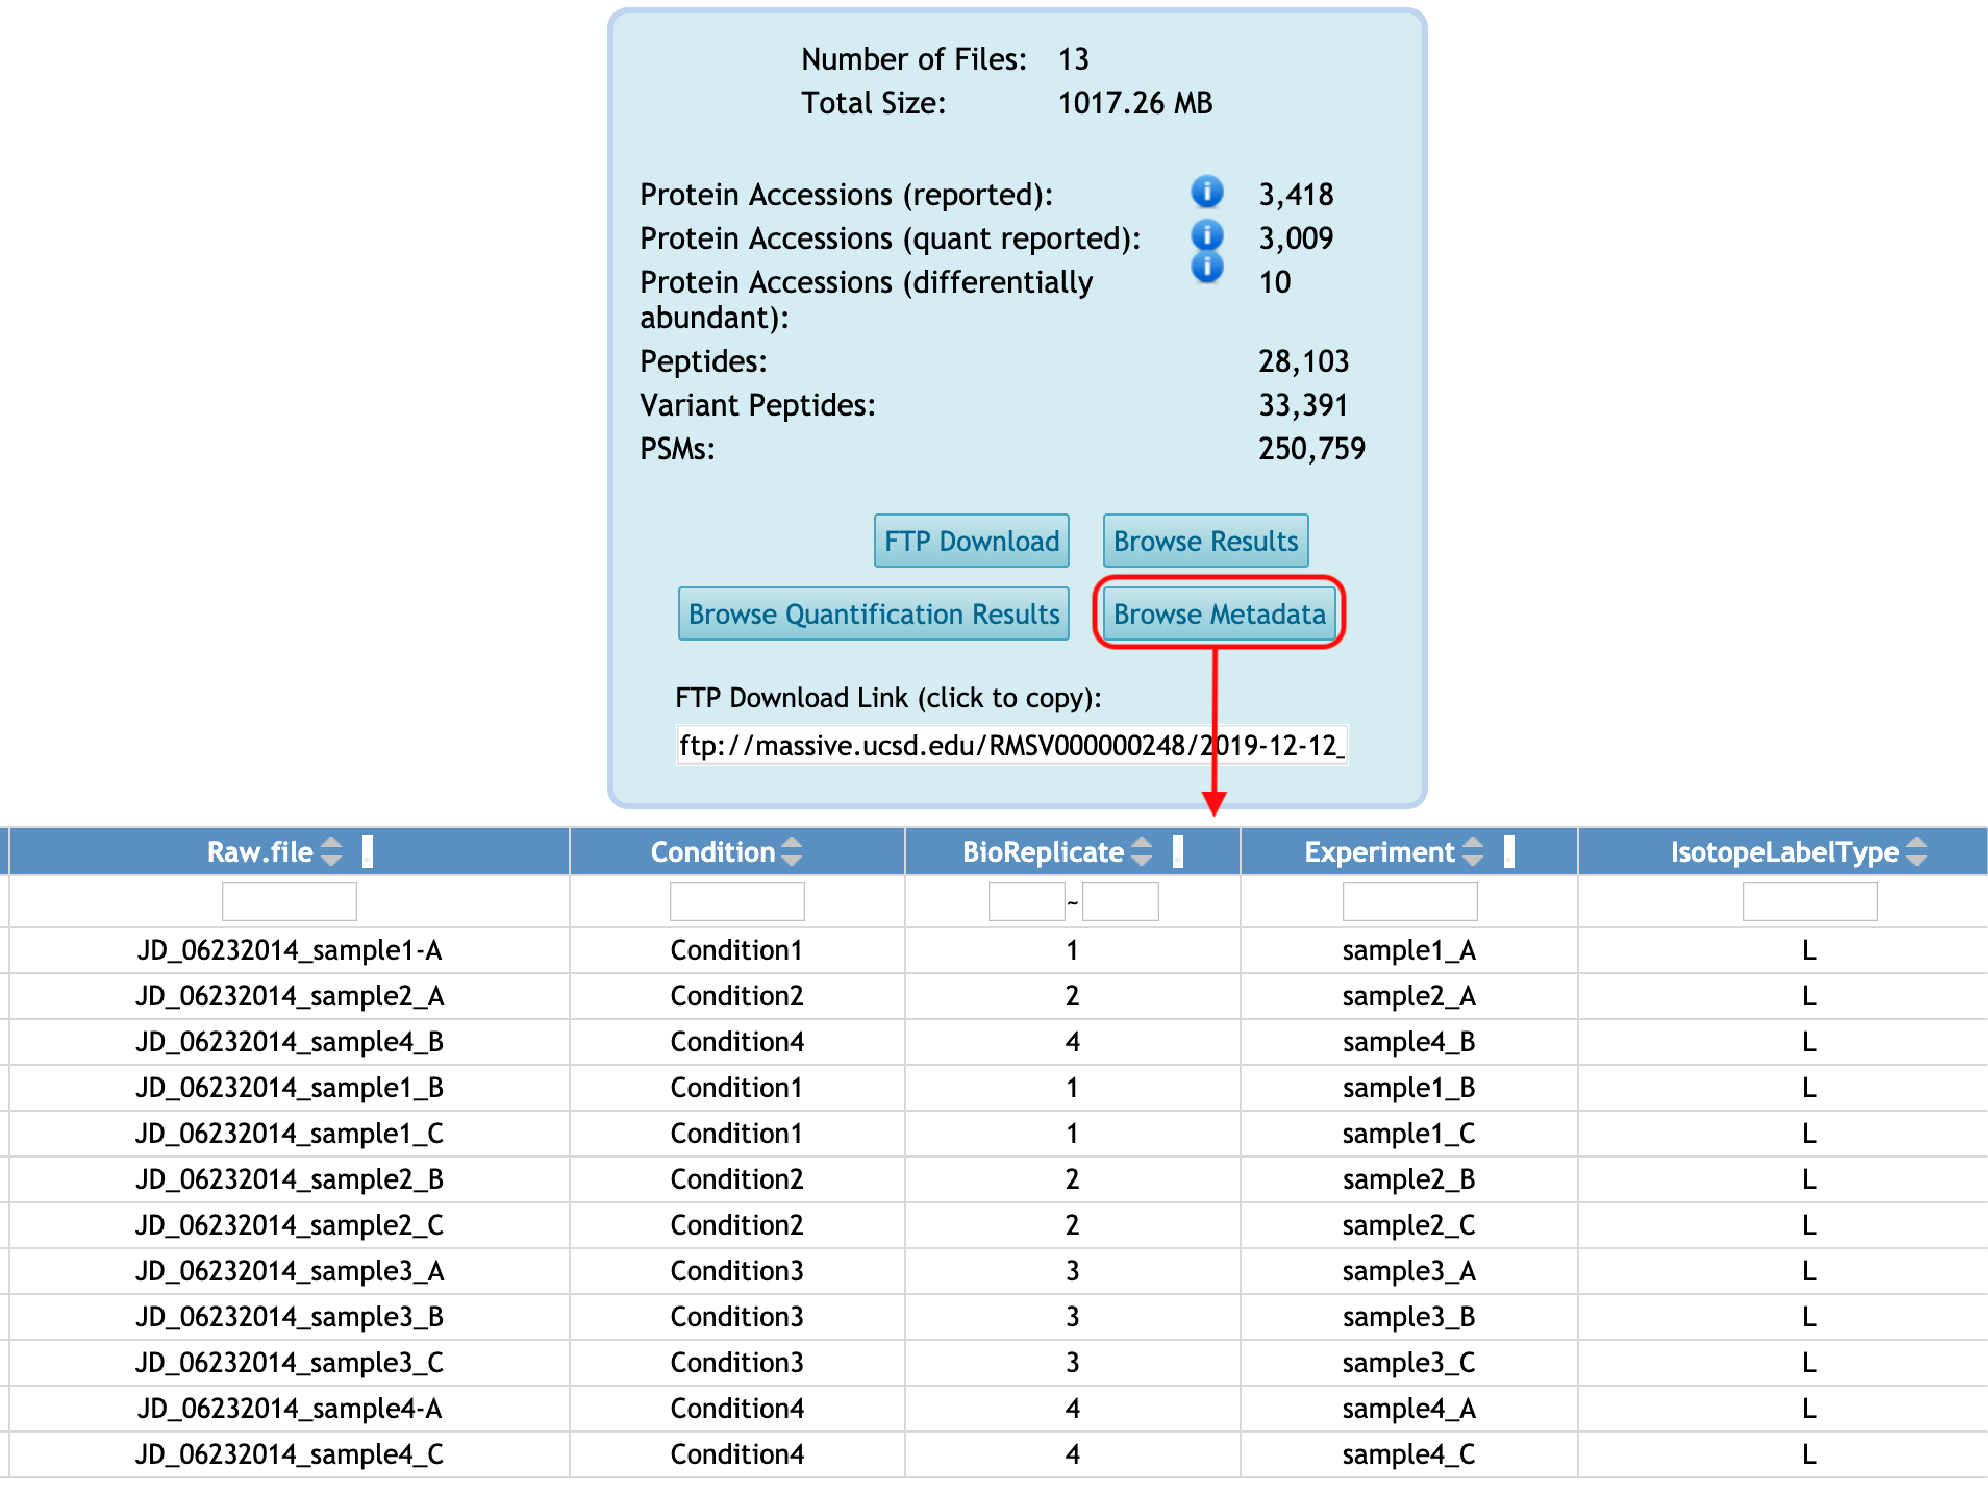 Number of Files: 13
Total Size: 1017.26 MB
Protein Accessions (reported): i 3,418
Protein Accessions (quant reported): i 3,009
Protein Accessions (differentially i 10
abundant):
Peptides: 28,103
Variant Peptides: 33,391
PSMs: 250,759
FTP Download Browse Results
Browse Quantification Results Browse Metadata
FTP Download Link (click to copy):
ftp://massive.ucsd.edu/RMSV000000248/2019-12-12_
Raw.file Condition BioReplicate Experiment IsotopeLabelType
~
JD_06232014_sample1-A Condition1 1 sample1_A L
JD_06232014_sample2_A Condition2 2 sample2_A L
JD_06232014_sample4_B Condition4 4 sample4_B L
JD_06232014_sample1_B Condition1 1 sample1_B L
JD_06232014_sample1_C Condition1 1 sample1_C L
JD_06232014_sample2_B Condition2 2 sample2_B L
JD_06232014_sample2_C Condition2 2 sample2_C L
JD_06232014_sample3_A Condition3 3 sample3_A L
JD_06232014_sample3_B Condition3 3 sample3_B L
JD_06232014_sample3_C Condition3 3 sample3_C L
JD_06232014_sample4-A Condition4 4 sample4_A L
JD_06232014_sample4_C Condition4 4 sample4_C L